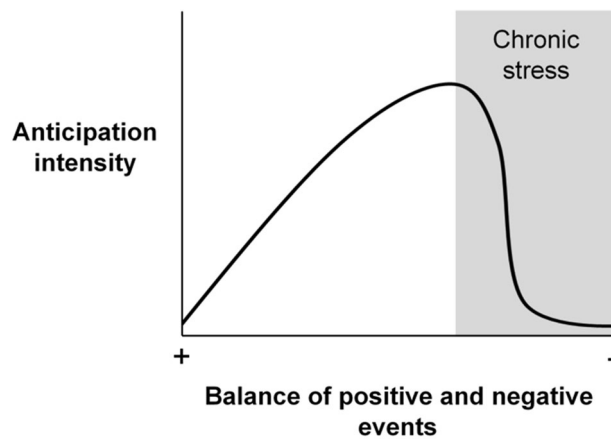 Chronic
stress
Anticipation
intensity
+
-
Balance of positive and negative
events